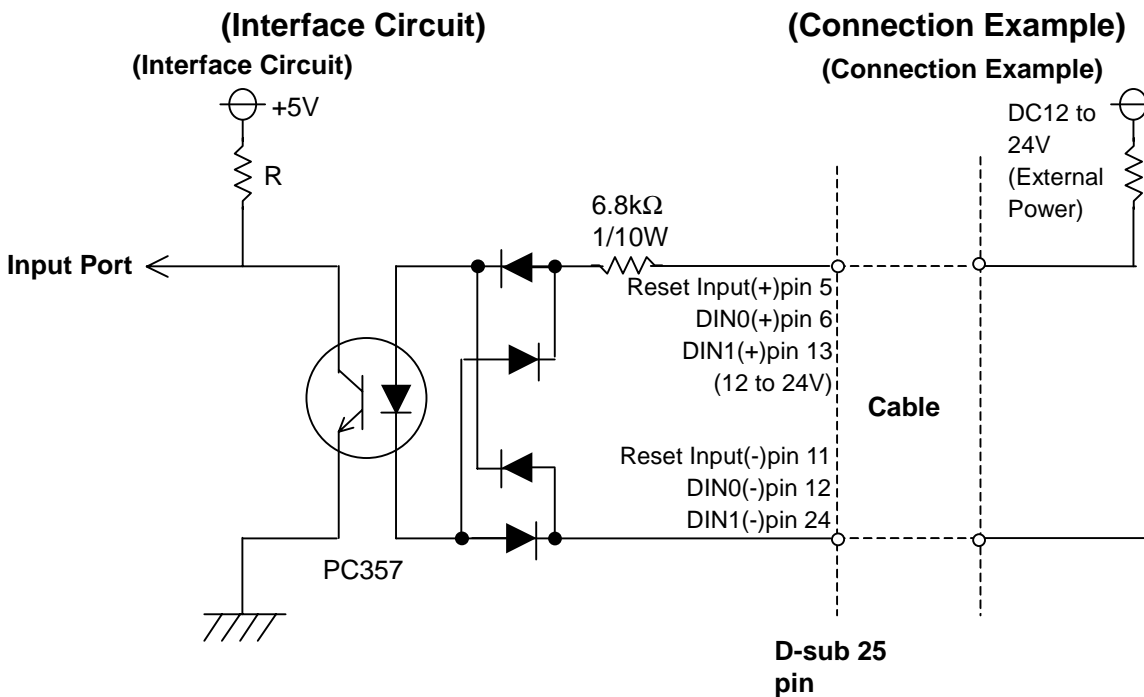 (Interface Circuit)
(Connection Example)
(Interface Circuit)
(Connection Example)
+5V
R
DC12 to
24V
(External
Power)
6.8kΩ
1/10W
Input Port
Reset Input(+)pin 5
DIN0(+)pin 6
DIN1(+)pin 13
(12 to 24V)
Cable
Reset Input(-)pin 11
DIN0(-)pin 12
DIN1(-)pin 24
PC357
D-sub 25
pin